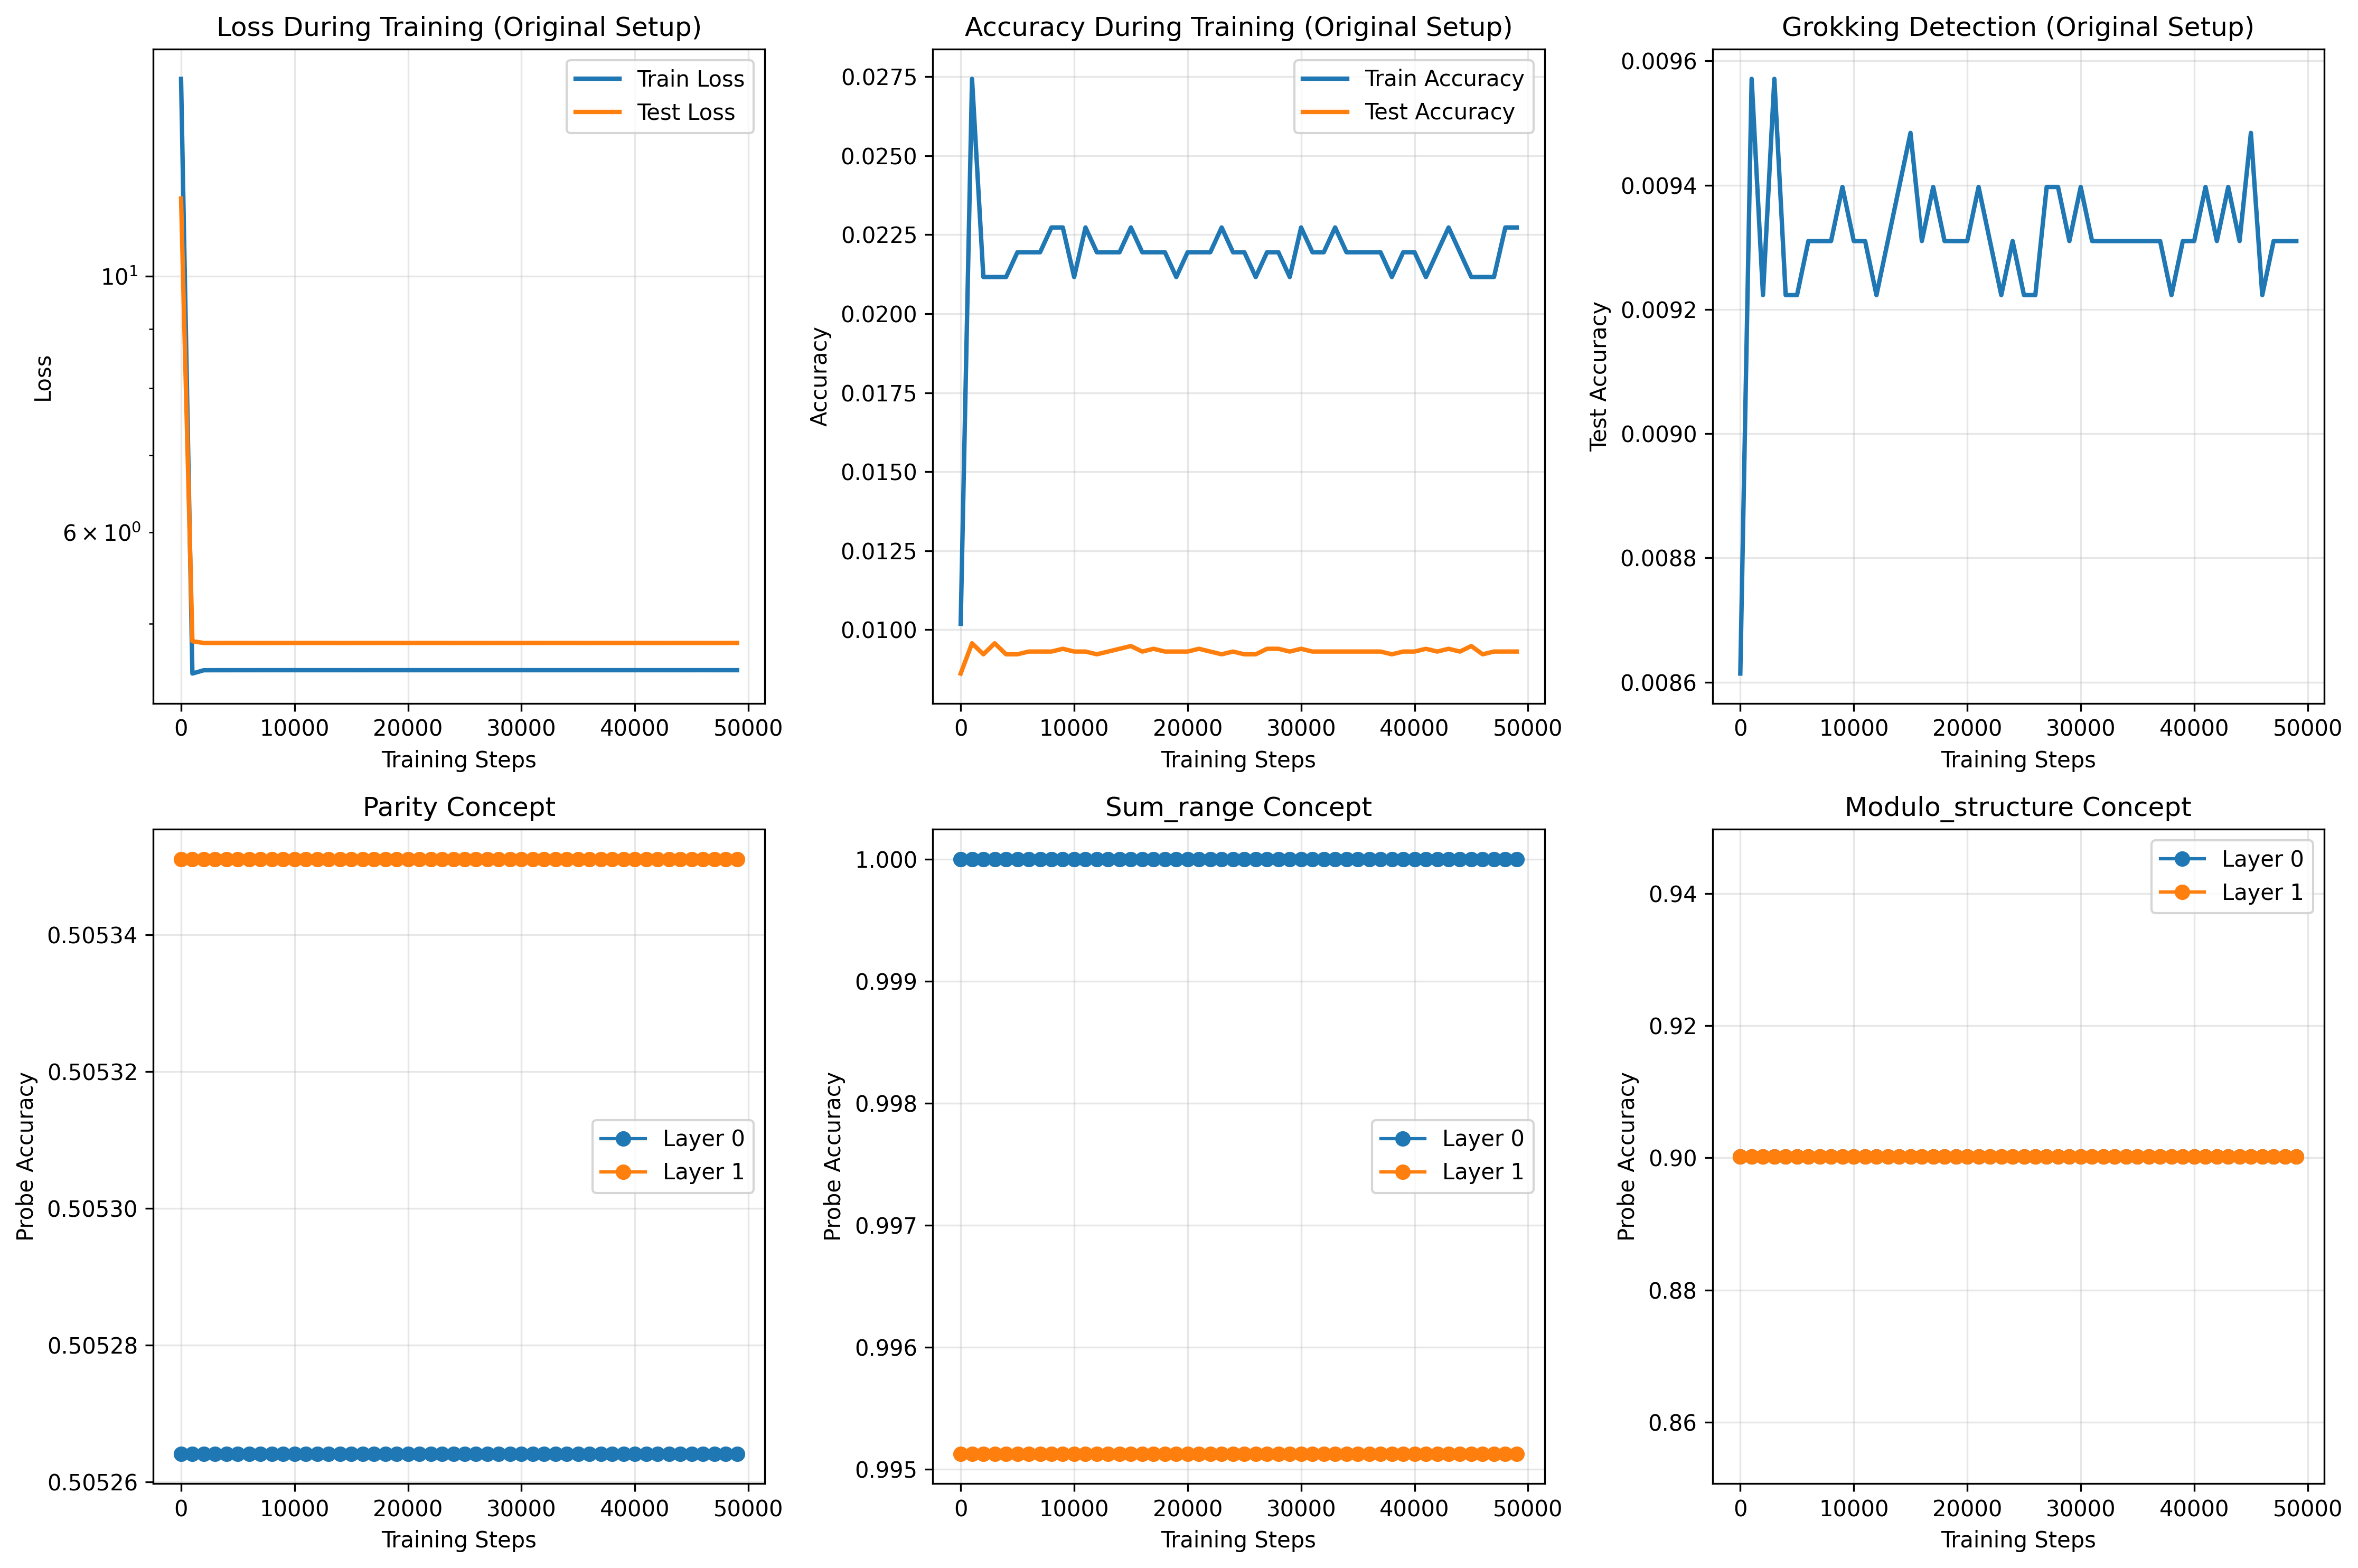 Loss During Training (Original Setup)
Train Loss
Test Loss
10¹
6 × 10⁰
Loss
0 10000 20000 30000 40000 50000
Training Steps
Accuracy During Training (Original Setup)
Train Accuracy
Test Accuracy
0.0275
0.0250
0.0225
0.0200
0.0175
0.0150
0.0125
0.0100
Accuracy
0 10000 20000 30000 40000 50000
Training Steps
Grokking Detection (Original Setup)
0.0096
0.0094
0.0092
0.0090
0.0088
0.0086
Test Accuracy
0 10000 20000 30000 40000 50000
Training Steps
Parity Concept
0.50534
0.50532
0.50530
0.50528
0.50526
Probe Accuracy
Layer 0
Layer 1
0 10000 20000 30000 40000 50000
Training Steps
Sum_range Concept
1.000
0.999
0.998
0.997
0.996
0.995
Probe Accuracy
Layer 0
Layer 1
0 10000 20000 30000 40000 50000
Training Steps
Modulo_structure Concept
Layer 0
Layer 1
0.94
0.92
0.90
0.88
0.86
Probe Accuracy
0 10000 20000 30000 40000 50000
Training Steps